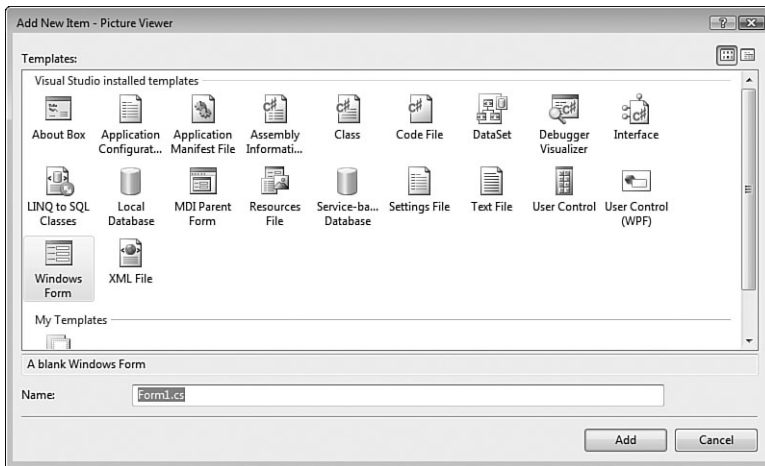 Add New Item - Picture Viewer
Templates:
Visual Studio installed templates
About Box
Application Configurat...
Application Manifest File
Assembly Informati...
Class
Code File
DataSet
Debugger Visualizer
Interface
LINQ to SQL Classes
Local Database
MDI Parent Form
Resources File
Service-ba... Database
Settings File
Text File
User Control
User Control (WPF)
Windows Form
XML File
My Templates
A blank Windows Form
Name:
Form1.cs
Add
Cancel